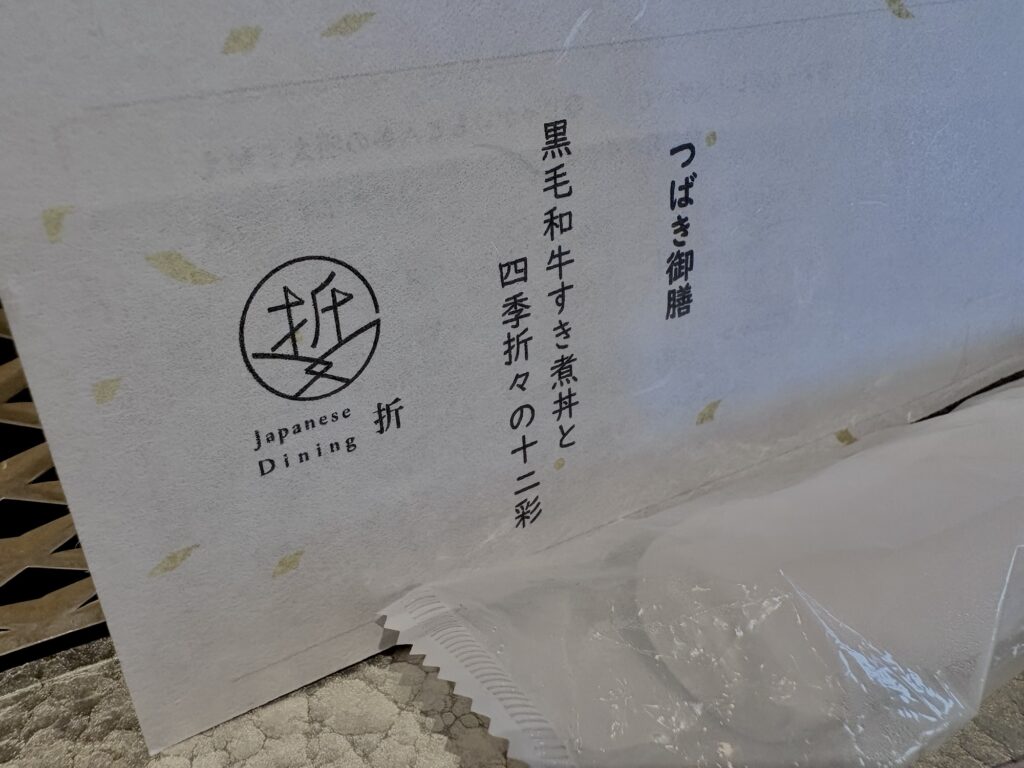 つばき御膳
黒毛和牛すき煮丼と
四季折々の十二彩
折
Japanese
Dining
折